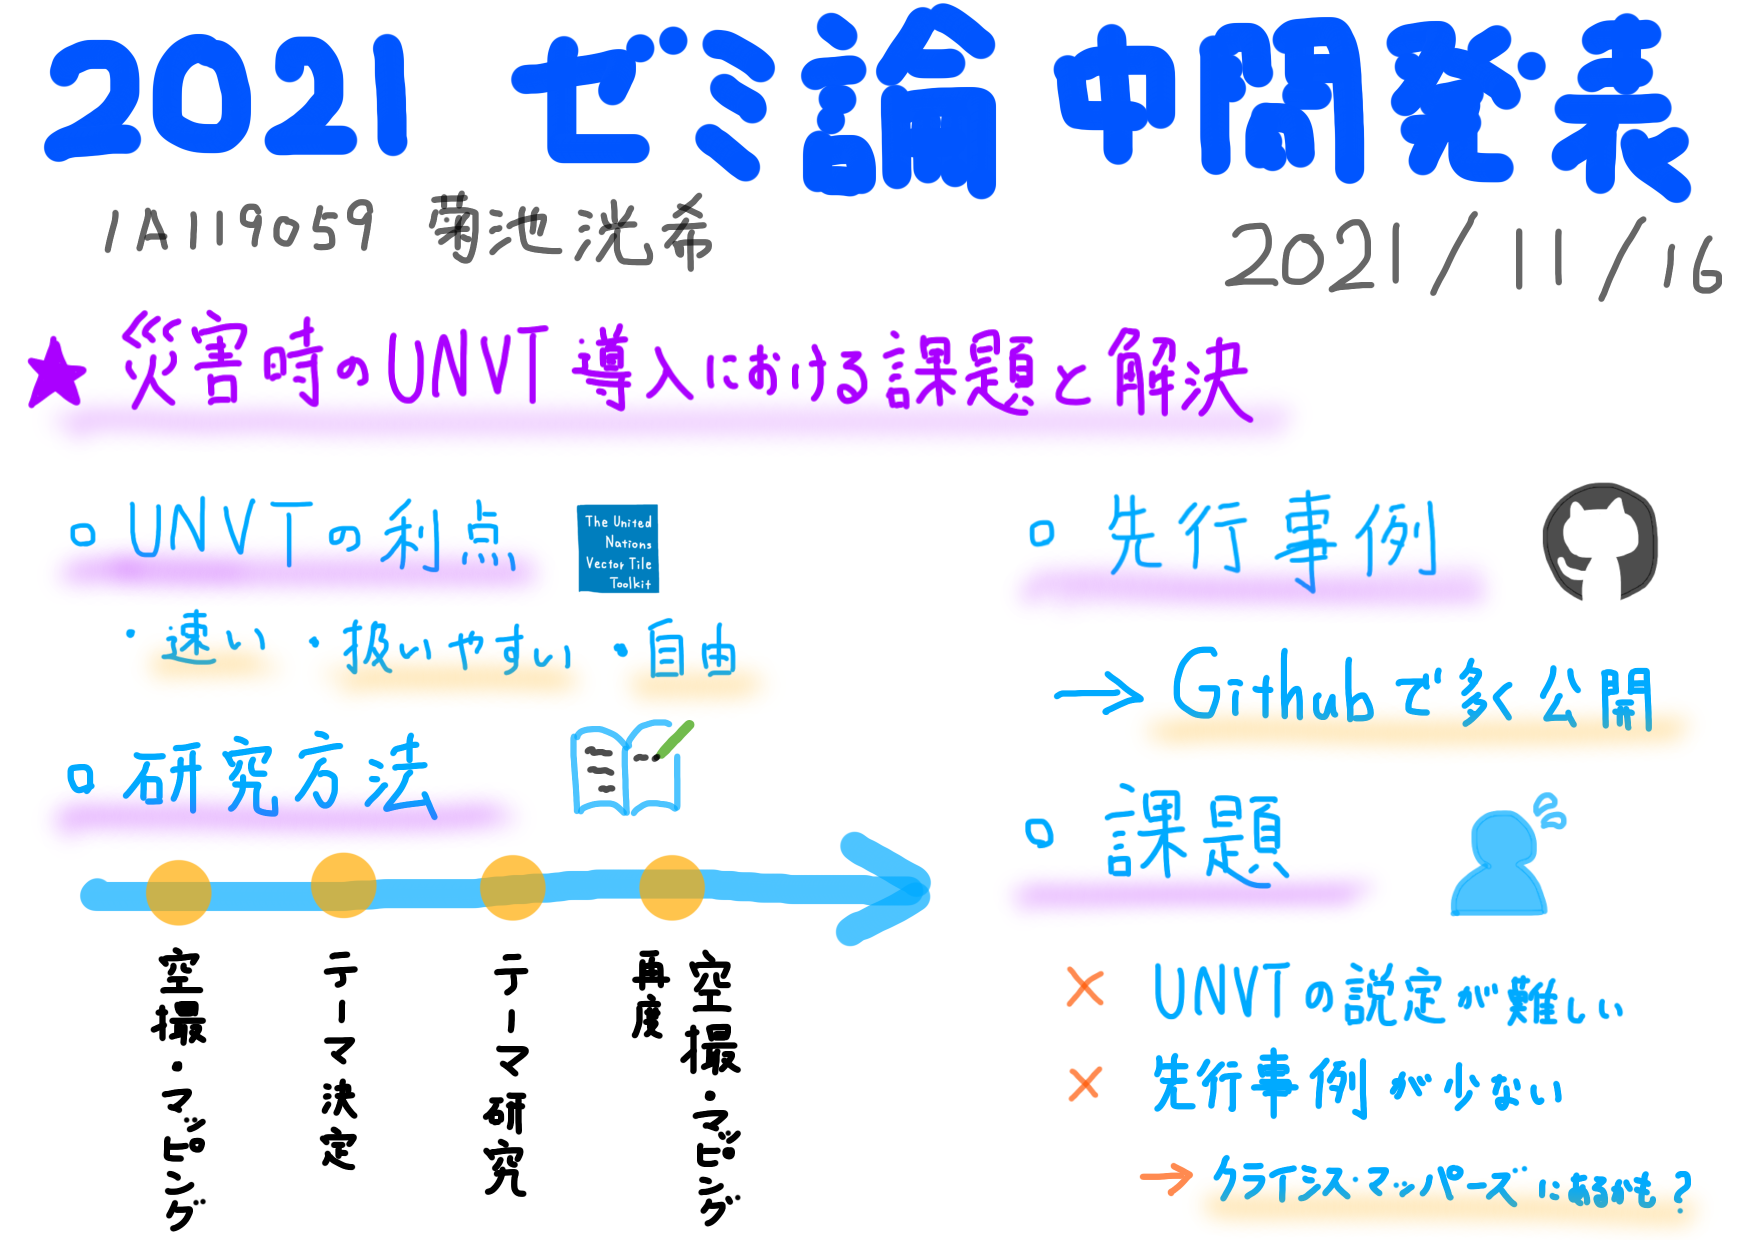 2021 ゼミ論 中間発表
1A119059 菊池洸希
2021/11/16
★ 災害時のUNVT導入における課題と解決
○ UNVTの利点
The United
Nations
Vector Tile
Toolkit
・速い ・扱いやすい ・自由
○ 研究方法
空撮・マッピング
テーマ決定
テーマ研究
再度
空撮・マッピング
○ 先行事例
→ Githubで多く公開
○ 課題
× UNVTの説定が難しい
× 先行事例が少ない
→ クライシス・マッパーズにあるかも?